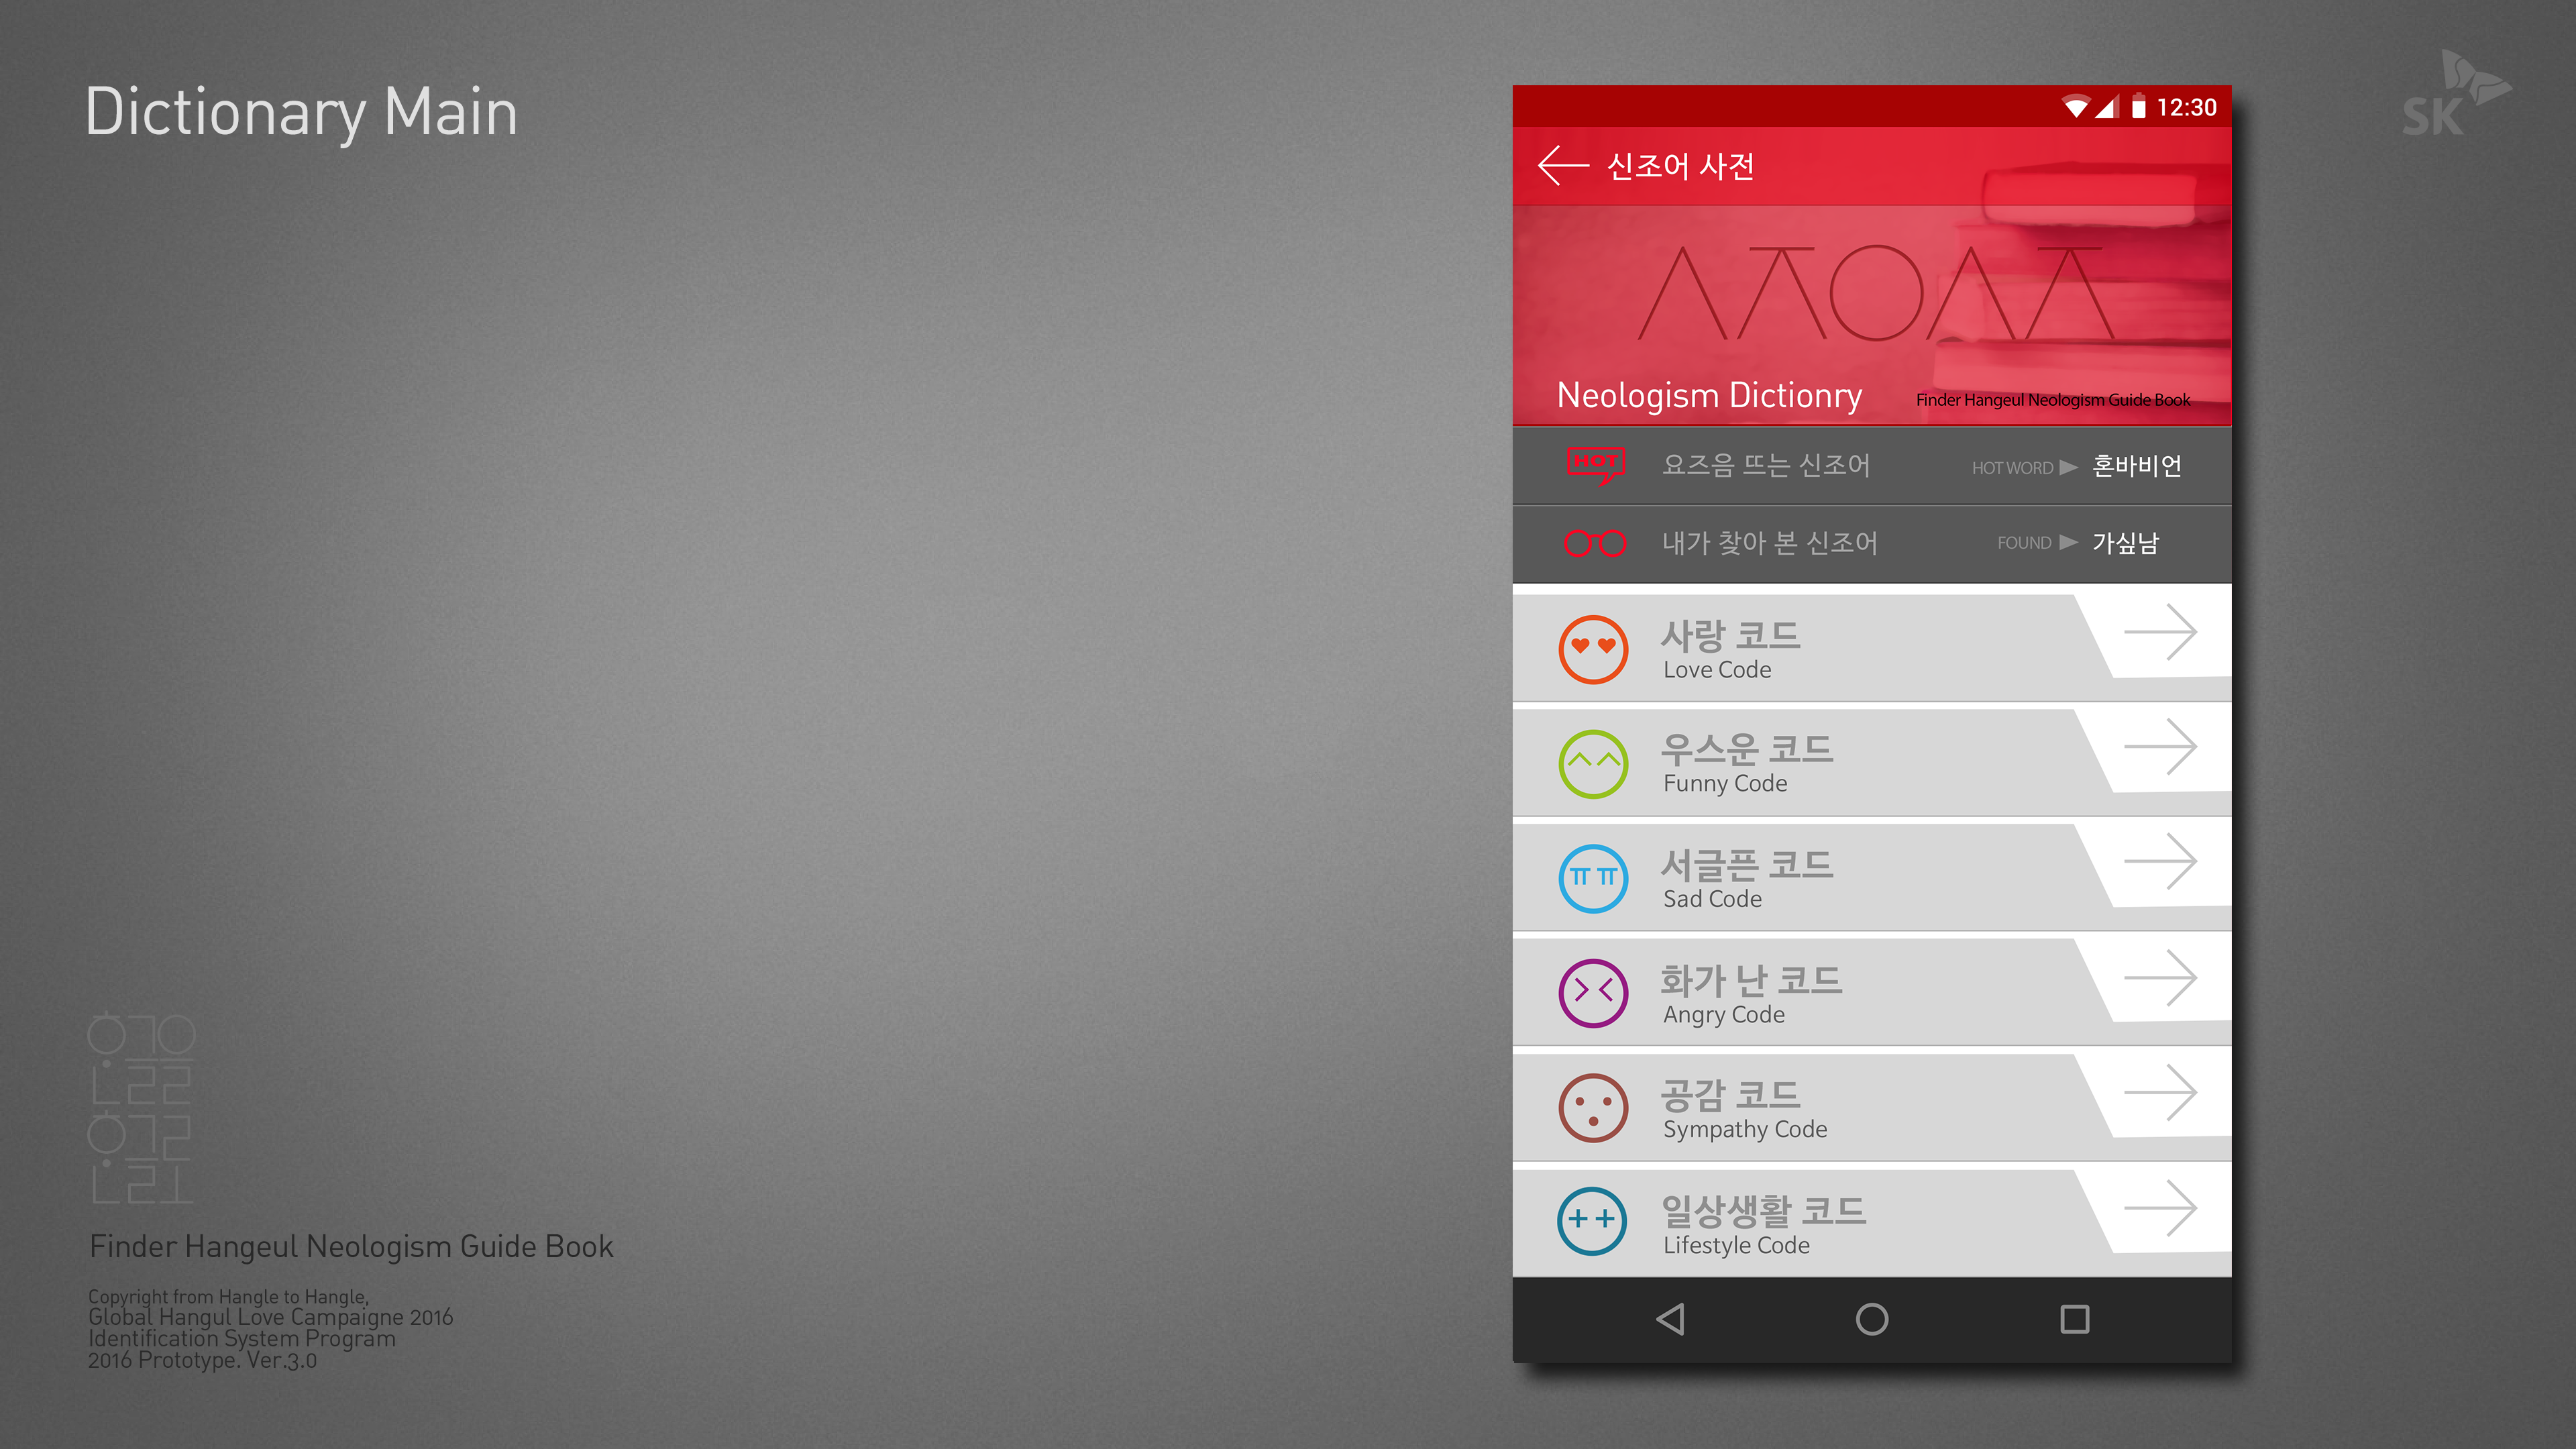 Dictionary Main
SK
12:30
신조어 사전
ㅅㅈㅇㅅㅈ
Neologism Dictionry
Finder Hangeul Neologism Guide Book
HOT
요즈음 뜨는 신조어
HOT WORD ▶ 혼바비언
내가 찾아 본 신조어
FOUND ▶ 가싶남
사랑 코드
Love Code
우스운 코드
Funny Code
서글픈 코드
Sad Code
화가 난 코드
Angry Code
공감 코드
Sympathy Code
일상생활 코드
Lifestyle Code
Finder Hangeul Neologism Guide Book
Copyright from Hangle to Hangle,
Global Hangul Love Campaigne 2016
Identification System Program
2016 Prototype. Ver.3.0